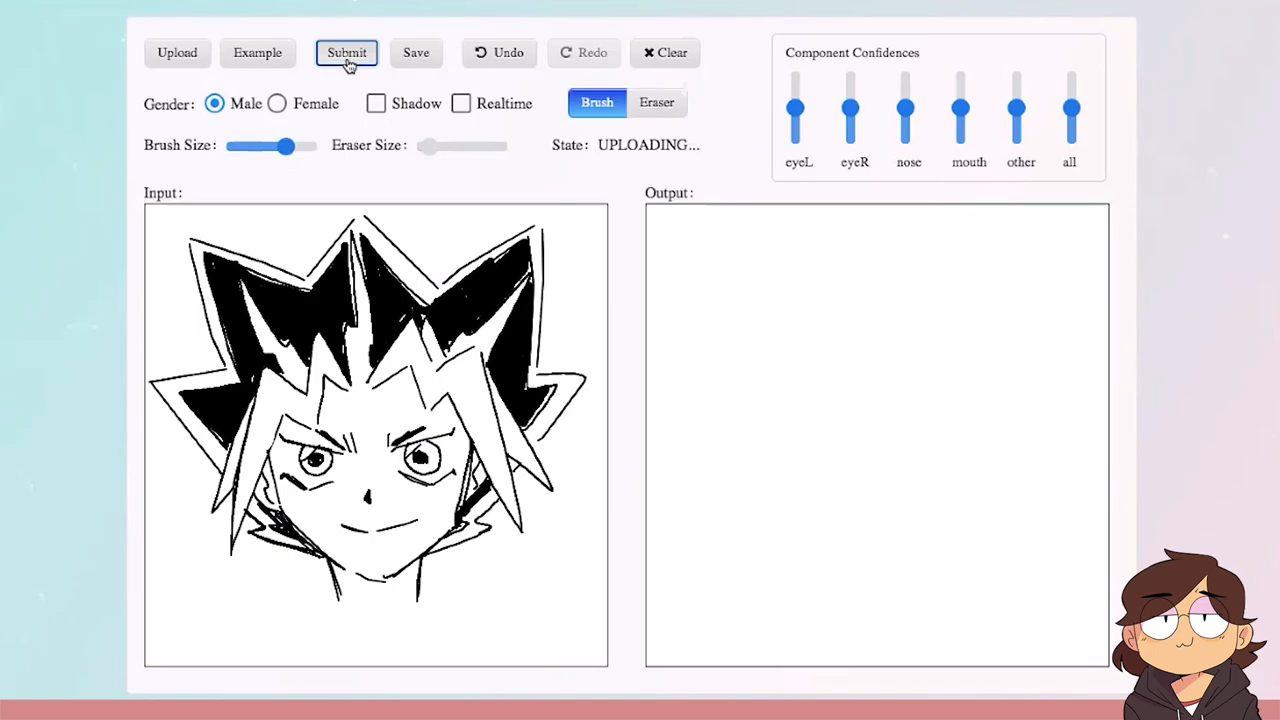 Upload Example Submit Save Undo Redo Clear
Component Confidences
Gender: Male Female Shadow Realtime Brush Eraser
Brush Size: Eraser Size: State: UPLOADING...
eyeL eyeR nose mouth other all
Input: Output: